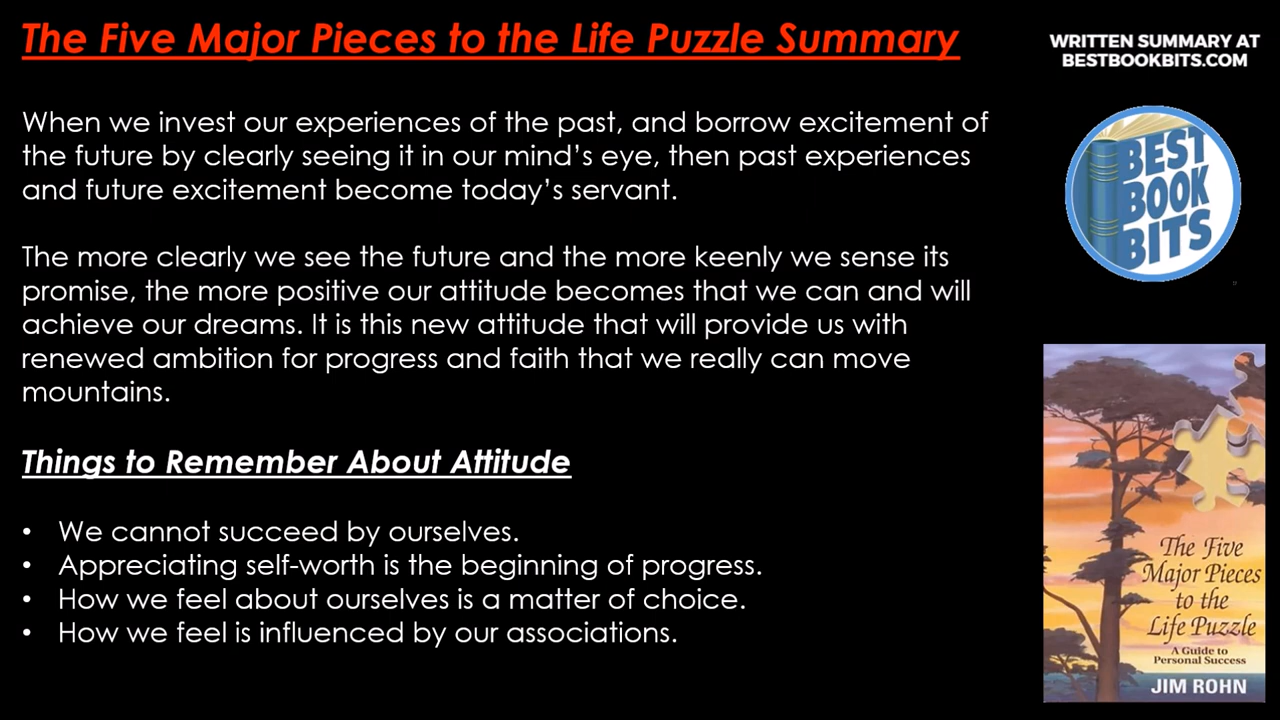 The Five Major Pieces to the Life Puzzle Summary
When we invest our experiences of the past, and borrow excitement of
the future by clearly seeing it in our mind’s eye, then past experiences
and future excitement become today’s servant.
The more clearly we see the future and the more keenly we sense its
promise, the more positive our attitude becomes that we can and will
achieve our dreams. It is this new attitude that will provide us with
renewed ambition for progress and faith that we really can move
mountains.
Things to Remember About Attitude
• We cannot succeed by ourselves.
• Appreciating self-worth is the beginning of progress.
• How we feel about ourselves is a matter of choice.
• How we feel is influenced by our associations.
WRITTEN SUMMARY AT
BESTBOOKBITS.COM
BEST
BOOK
BITS
The Five
Major Pieces
to the
Life Puzzle
A Guide to
Personal Success
JIM ROHN